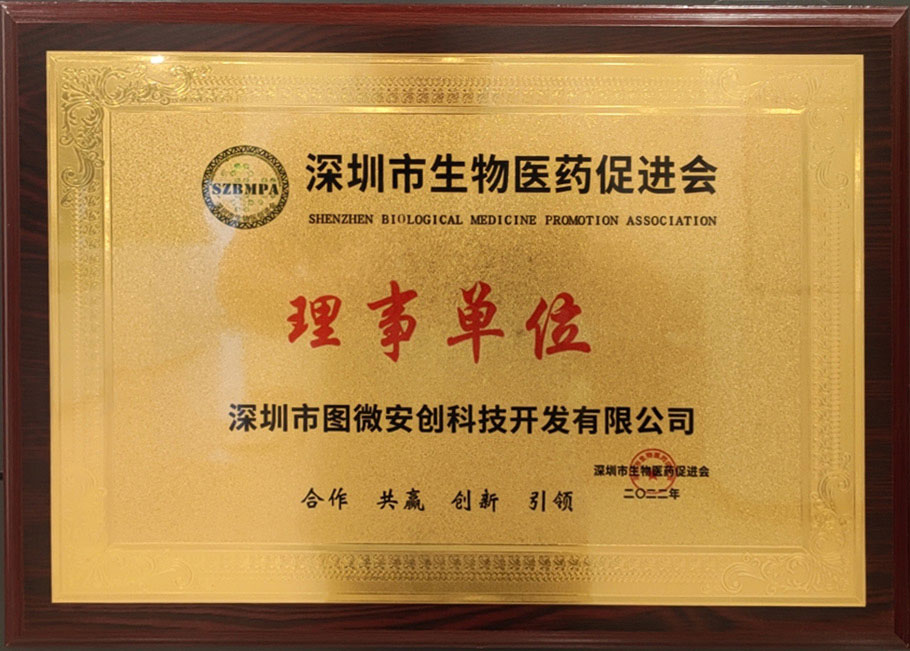 SZBMPA
深圳市生物医药促进会
SHENZHEN BIOLOGICAL MEDICINE PROMOTION ASSOCIATION
理事单位
深圳市图微安创科技开发有限公司
深圳市生物医药促进会
二〇二二年
合作 共赢 创新 引领